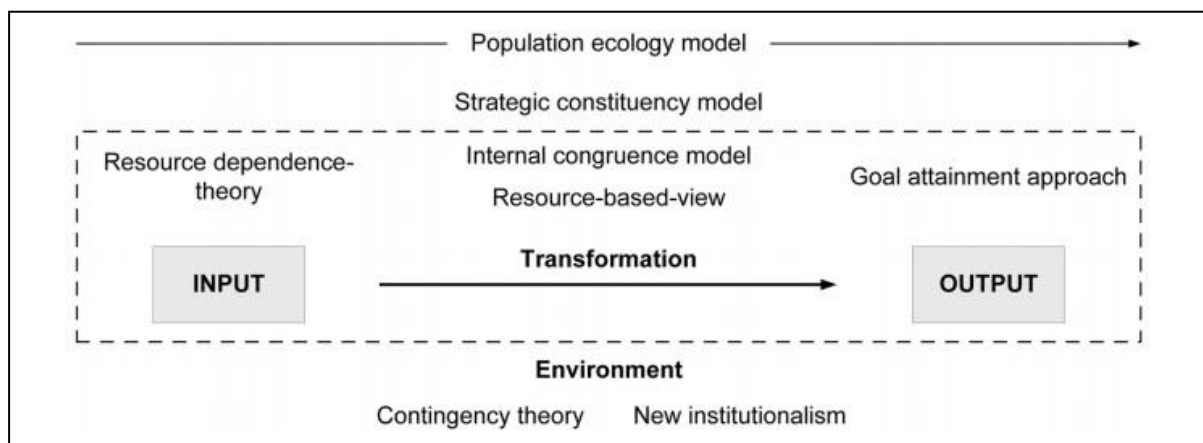 Population ecology model
Strategic constituency model
Resource dependence-
theory
Internal congruence model
Resource-based-view
Goal attainment approach
INPUT
Transformation
OUTPUT
Environment
Contingency theory New institutionalism